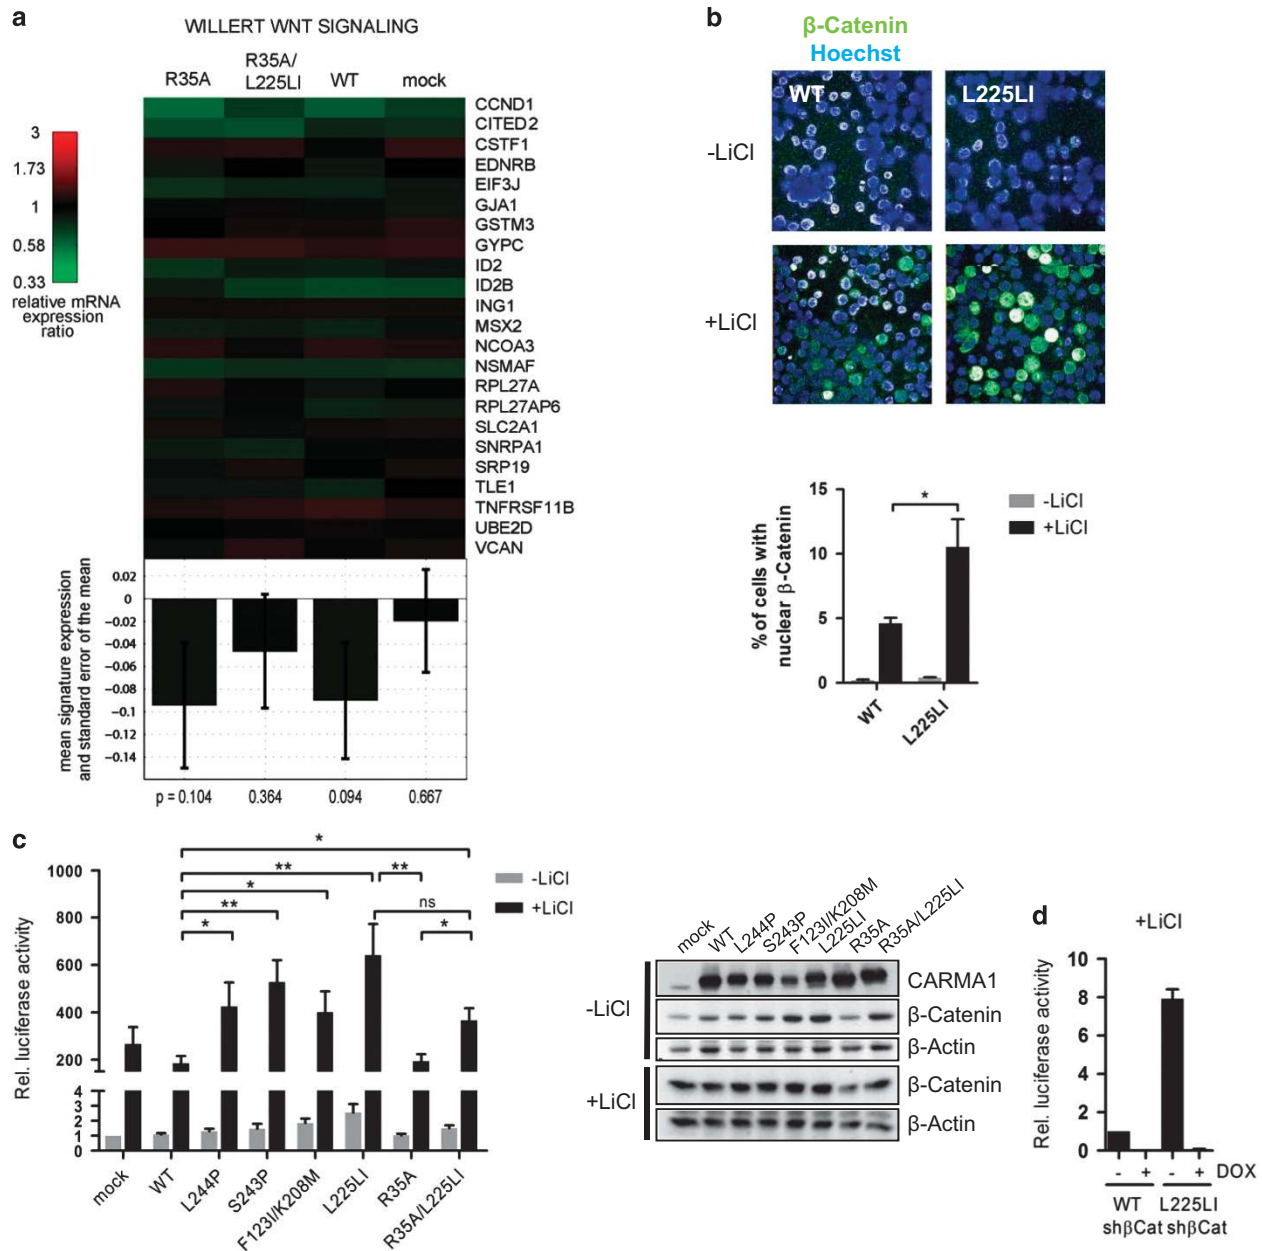 a
WILLERT WNT SIGNALING
R35A
R35A/
L225LI
WT
mock
3
1.73
1
0.58
0.33
relative mRNA
expression
ratio
CCND1
CITED2
CSTF1
EDNRB
EIF3J
GJA1
GSTM3
GYPC
ID2
ID2B
ING1
MSX2
NCOA3
NSMAF
RPL27A
RPL27AP6
SLC2A1
SNRPA1
SRP19
TLE1
TNFRSF11B
UBE2D
VCAN
mean signature expression
and standard error of the mean
0.02
0
−0.02
−0.04
−0.06
−0.08
−0.1
−0.12
−0.14
p = 0.104
0.364
0.094
0.667
b
β-Catenin
Hoechst
WT
L225LI
-LiCl
+LiCl
% of cells with
nuclear β-Catenin
15
10
5
0
*
-LiCl
+LiCl
WT
L225LI
c
Rel. luciferase activity
1000
800
600
400
200
4
3
2
1
0
*
**
**
*
**
*
ns
*
-LiCl
+LiCl
mock
WT
L244P
S243P
F123I/K208M
L225LI
R35A
R35A/L225LI
mock
WT
L244P
S243P
F123I/K208M
L225LI
R35A
R35A/L225LI
-LiCl
CARMA1
β-Catenin
β-Actin
+LiCl
β-Catenin
β-Actin
d
+LiCl
Rel. luciferase activity
10
8
6
4
2
0
- + - + DOX
WT L225LI
shβCat shβCat